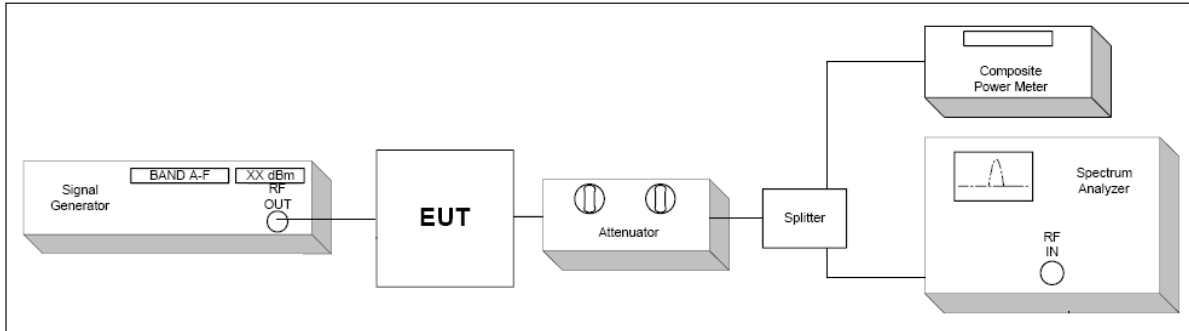 Signal
Generator
BAND A-F
XX dBm
RF
OUT
EUT
Attenuator
Splitter
Composite
Power Meter
Spectrum
Analyzer
RF
IN